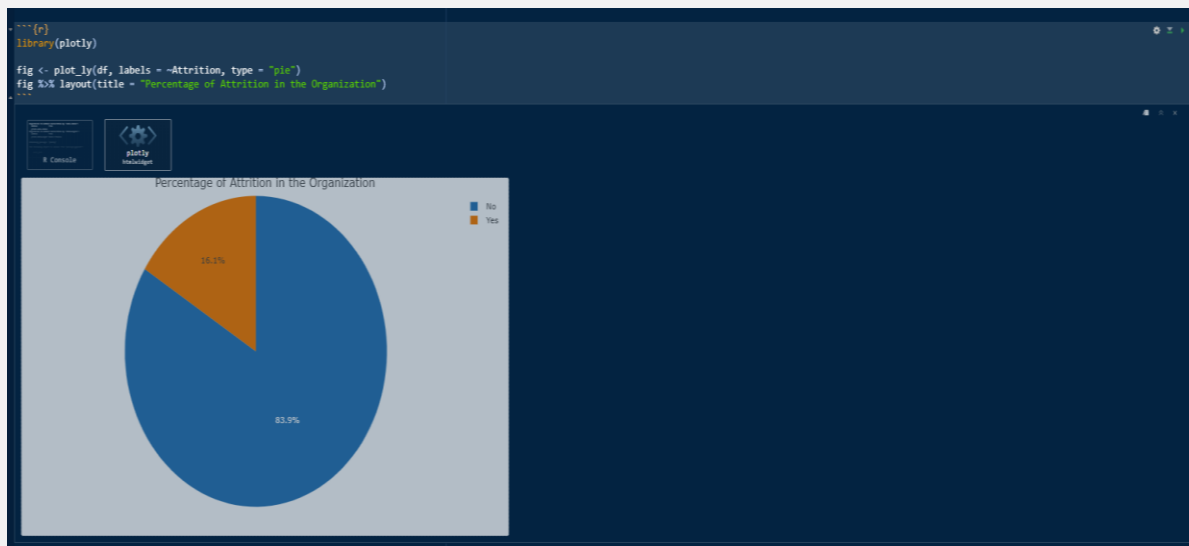 ```{r}
library(plotly)
fig <- plot_ly(df, labels = ~Attrition, type = "pie")
fig %>% layout(title = "Percentage of Attrition in the Organization")
```
R Console
plotly
htmlwidget
Percentage of Attrition in the Organization
No
Yes
16.1%
83.9%